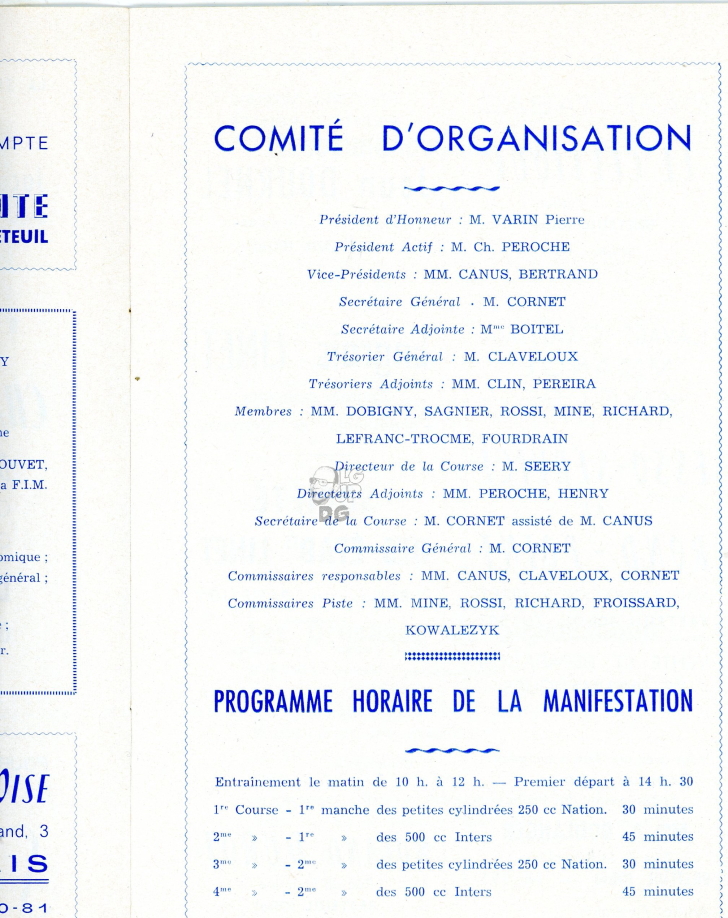 MPTE
ETEUIL
Y
ne
OUVET,
a F.I.M.
omique ;
général ;
e ;
r.
OISE
and, 3
IS
0-81
COMITÉ D'ORGANISATION
Président d'Honneur : M. VARIN Pierre
Président Actif : M. Ch. PEROCHE
Vice-Présidents : MM. CANUS, BERTRAND
Secrétaire Général . M. CORNET
Secrétaire Adjointe : Mme BOITEL
Trésorier Général : M. CLAVELOUX
Trésoriers Adjoints : MM. CLIN, PEREIRA
Membres : MM. DOBIGNY, SAGNIER, ROSSI, MINE, RICHARD,
LEFRANC-TROCME, FOURDRAIN
Directeur de la Course : M. SEERY
Directeurs Adjoints : MM. PEROCHE, HENRY
Secrétaire de la Course : M. CORNET assisté de M. CANUS
Commissaire Général : M. CORNET
Commissaires responsables : MM. CANUS, CLAVELOUX, CORNET
Commissaires Piste : MM. MINE, ROSSI, RICHARD, FROISSARD,
KOWALEZYK
PROGRAMME HORAIRE DE LA MANIFESTATION
Entraînement le matin de 10 h. à 12 h. — Premier départ à 14 h. 30
1re Course - 1re manche des petites cylindrées 250 cc Nation. 30 minutes
2me » - 1re » des 500 cc Inters 45 minutes
3me » - 2me » des petites cylindrées 250 cc Nation. 30 minutes
4me » - 2me » des 500 cc Inters 45 minutes
LG
UP
DG